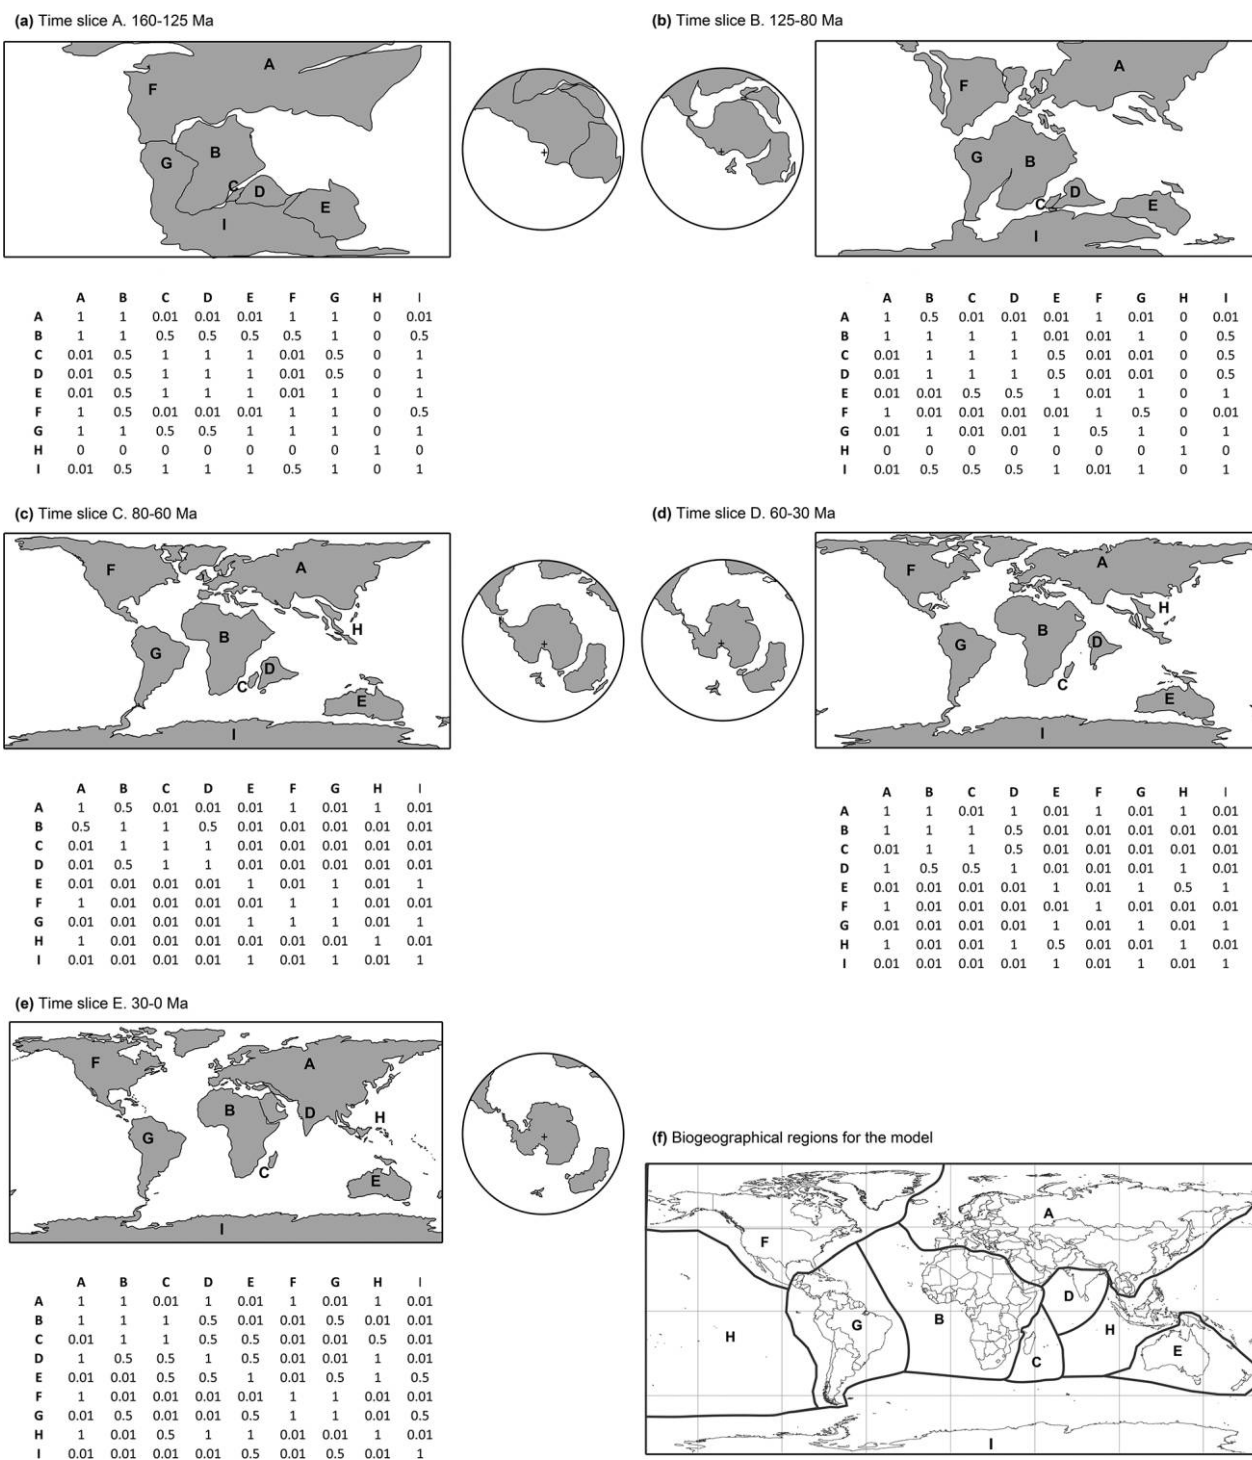 (a) Time slice A. 160-125 Ma
A
F
B
G
C
D
E
I
A B C D E F G H I
A 1 1 0.01 0.01 0.01 1 1 0 0.01
B 1 1 0.5 0.5 0.5 0.5 1 0 0.5
C 0.01 0.5 1 1 1 0.01 0.5 0 1
D 0.01 0.5 1 1 1 0.01 0.5 0 1
E 0.01 0.5 1 1 1 0.01 1 0 1
F 1 0.5 0.01 0.01 0.01 1 1 0 0.5
G 1 1 0.5 0.5 1 1 1 0 1
H 0 0 0 0 0 0 0 1 0
I 0.01 0.5 1 1 1 0.5 1 0 1
(b) Time slice B. 125-80 Ma
A
F
G
B
D
C
E
I
A B C D E F G H I
A 1 0.5 0.01 0.01 0.01 1 0.01 0 0.01
B 1 1 1 1 0.01 0.01 1 0 0.5
C 0.01 1 1 1 0.5 0.01 0.01 0 0.5
D 0.01 1 1 1 0.5 0.01 0.01 0 0.5
E 0.01 0.01 0.5 0.5 1 0.01 1 0 1
F 1 0.01 0.01 0.01 0.01 1 0.5 0 0.01
G 0.01 1 0.01 0.01 1 0.5 1 0 1
H 0 0 0 0 0 0 0 1 0
I 0.01 0.5 0.5 0.5 1 0.01 1 0 1
(c) Time slice C. 80-60 Ma
F
A
H
B
G
D
C
E
I
A B C D E F G H I
A 1 0.5 0.01 0.01 0.01 1 0.01 1 0.01
B 0.5 1 1 0.5 0.01 0.01 0.01 0.01 0.01
C 0.01 1 1 1 0.01 0.01 0.01 0.01 0.01
D 0.01 0.5 1 1 0.01 0.01 0.01 0.01 0.01
E 0.01 0.01 0.01 0.01 1 0.01 1 0.01 1
F 1 0.01 0.01 0.01 0.01 1 1 0.01 0.01
G 0.01 0.01 0.01 0.01 1 1 1 0.01 1
H 1 0.01 0.01 0.01 0.01 0.01 0.01 1 0.01
I 0.01 0.01 0.01 0.01 1 0.01 1 0.01 1
(d) Time slice D. 60-30 Ma
F
A
H
B
G
D
C
E
I
A B C D E F G H I
A 1 1 0.01 1 0.01 1 0.01 1 0.01
B 1 1 1 0.5 0.01 0.01 0.01 0.01 0.01
C 0.01 1 1 0.5 0.01 0.01 0.01 0.01 0.01
D 1 0.5 0.5 1 0.01 0.01 0.01 1 0.01
E 0.01 0.01 0.01 0.01 1 0.01 1 0.5 1
F 1 0.01 0.01 0.01 0.01 1 0.01 0.01 0.01
G 0.01 0.01 0.01 0.01 1 0.01 1 0.01 1
H 1 0.01 0.01 1 0.5 0.01 0.01 1 0.01
I 0.01 0.01 0.01 0.01 1 0.01 1 0.01 1
(e) Time slice E. 30-0 Ma
F
A
B
D
H
G
C
E
I
A B C D E F G H I
A 1 1 0.01 1 0.01 1 0.01 1 0.01
B 1 1 1 0.5 0.01 0.01 0.5 0.01 0.01
C 0.01 1 1 0.5 0.5 0.01 0.01 0.5 0.01
D 1 0.5 0.5 1 0.5 0.01 0.01 1 0.01
E 0.01 0.01 0.5 0.5 1 0.01 0.5 1 0.5
F 1 0.01 0.01 0.01 0.01 1 1 0.01 0.01
G 0.01 0.5 0.01 0.01 0.5 1 1 0.01 0.5
H 1 0.01 0.5 1 1 0.01 0.01 1 0.01
I 0.01 0.01 0.01 0.01 0.5 0.01 0.5 0.01 1
(f) Biogeographical regions for the model
A
F
D
B
G
H
H
E
C
I